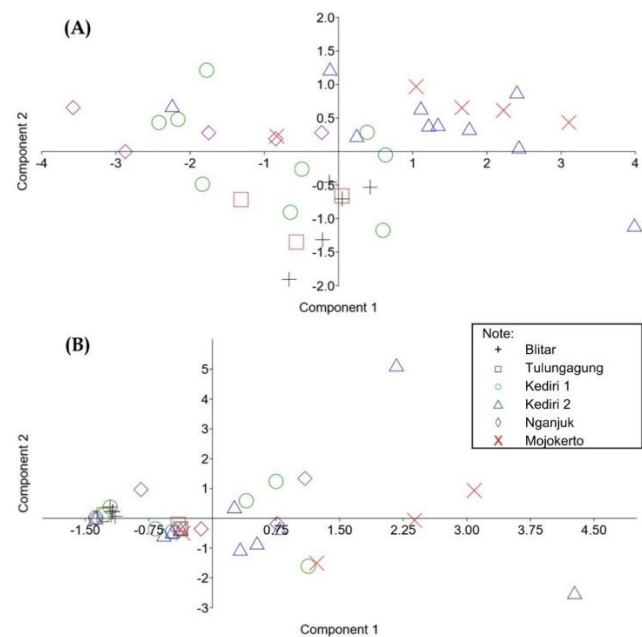 (A)
Component 2
2.0
1.5
1.0
0.5
-4 -3 -2 -1 1 2 3 4
-0.5
-1.0
-1.5
-2.0
Component 1
(B)
Component 2
5
4
3
2
1
-1.50 -0.75 0.75 1.50 2.25 3.00 3.75 4.50
-1
-2
-3
Component 1
Note:
Blitar
Tulungagung
Kediri 1
Kediri 2
Nganjuk
Mojokerto